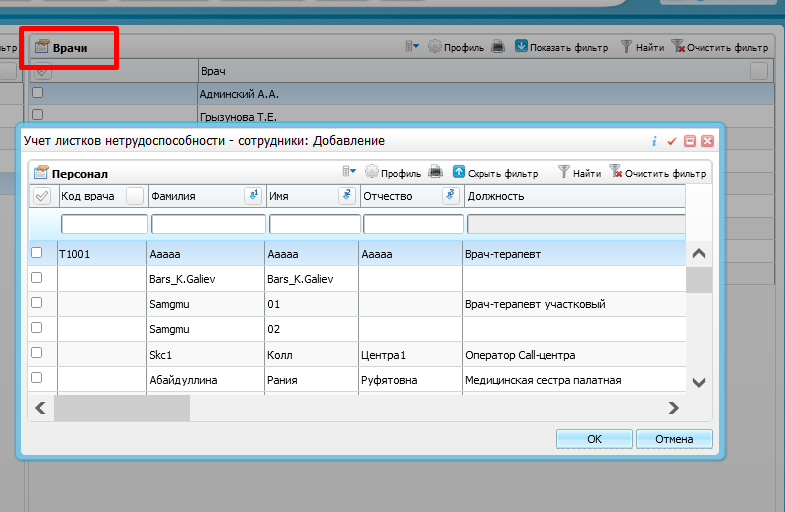 льтр
Врачи Профиль Показать фильтр Найти Очистить фильтр
Врач
Админский А.А.
Грызунова Т.Е.
Учет листков нетрудоспособности - сотрудники: Добавление
Персонал Профиль Скрыть фильтр Найти Очистить фильтр
Код врача Фамилия Имя Отчество Должность
T1001 Ааааа Ааааа Ааааа Врач-терапевт
Bars_K.Galiev Bars_K.Galiev
Samgmu 01 Врач-терапевт участковый
Samgmu 02
Skc1 Колл Центра1 Оператор Call-центра
Абайдуллина Рания Руфятовна Медицинская сестра палатная
OK Отмена